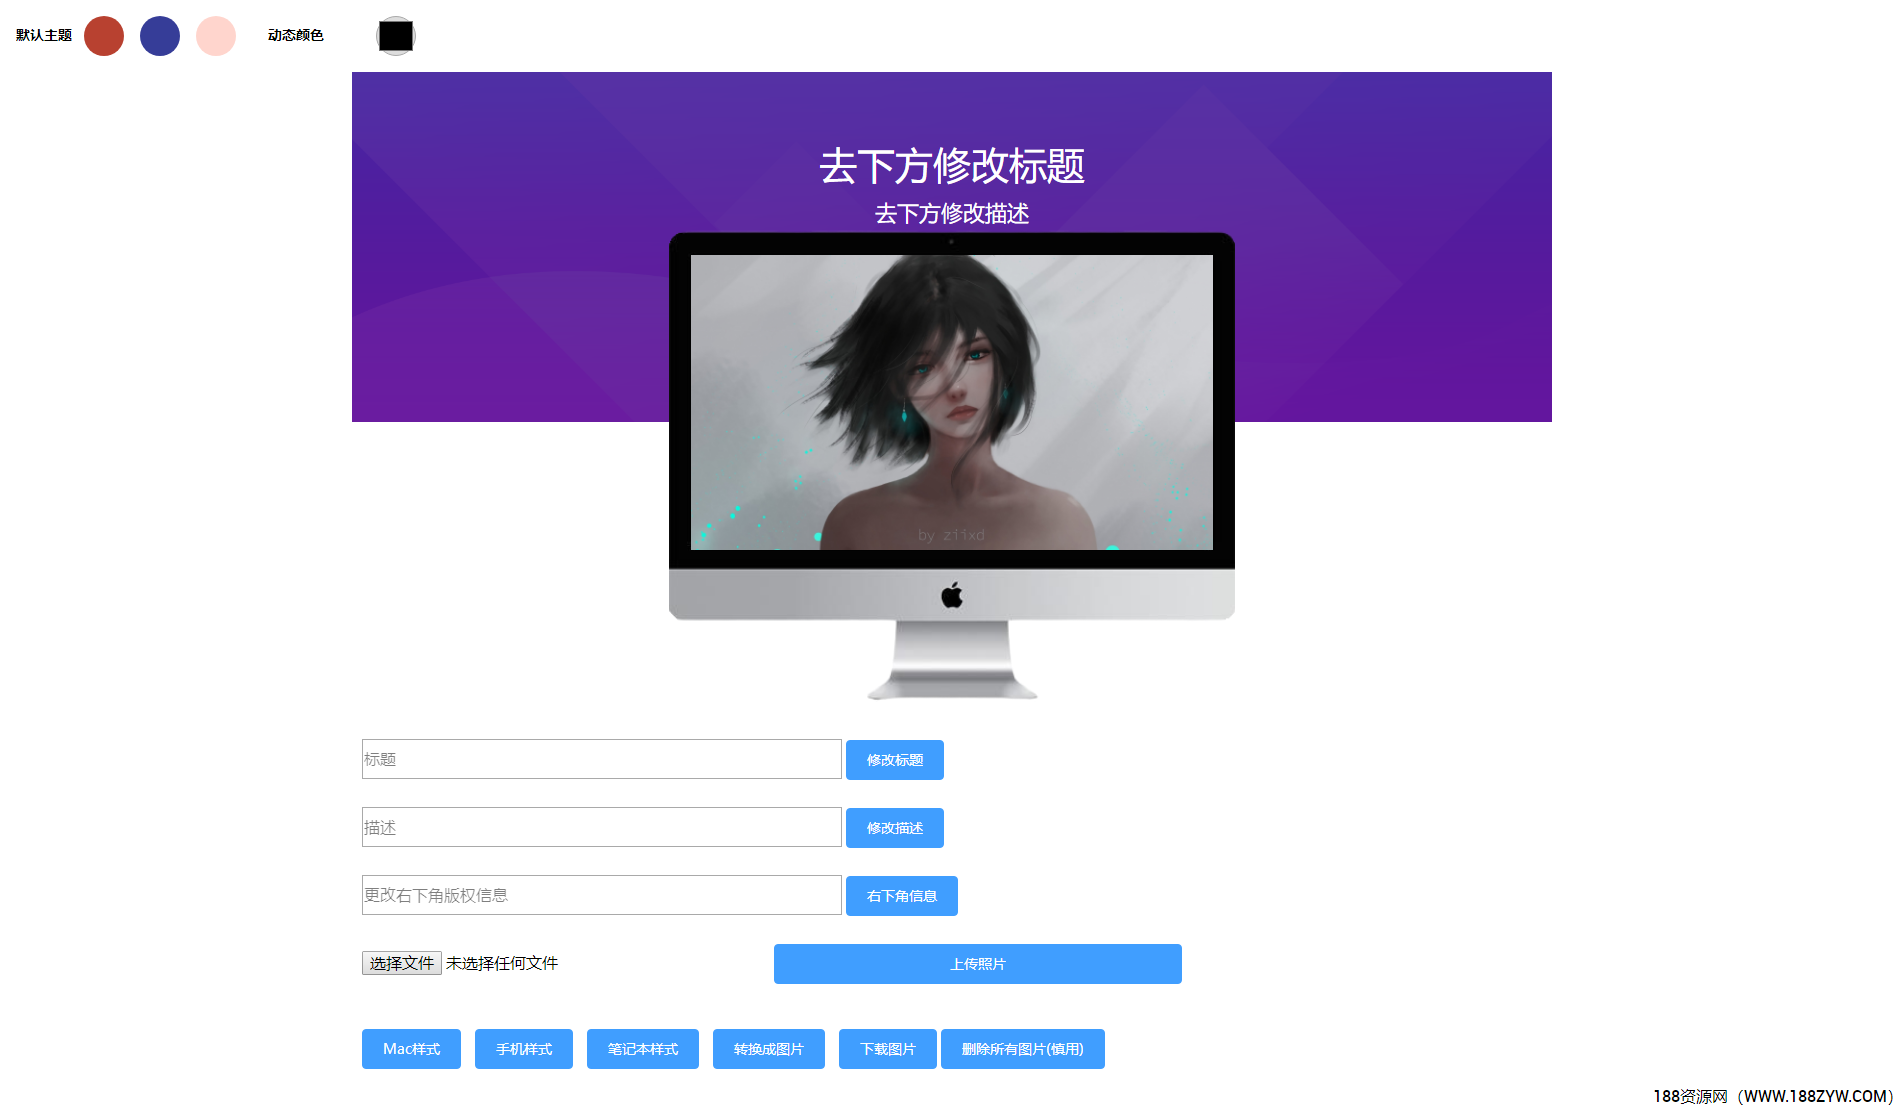 默认主题 动态颜色
去下方修改标题
去下方修改描述
by z11xd
标题 修改标题
描述 修改描述
更改右下角版权信息 右下角信息
选择文件 未选择任何文件 上传照片
Mac样式 手机样式 笔记本样式 转换成图片 下载图片 删除所有图片(慎用)
188资源网（WWW.188ZYW.COM）